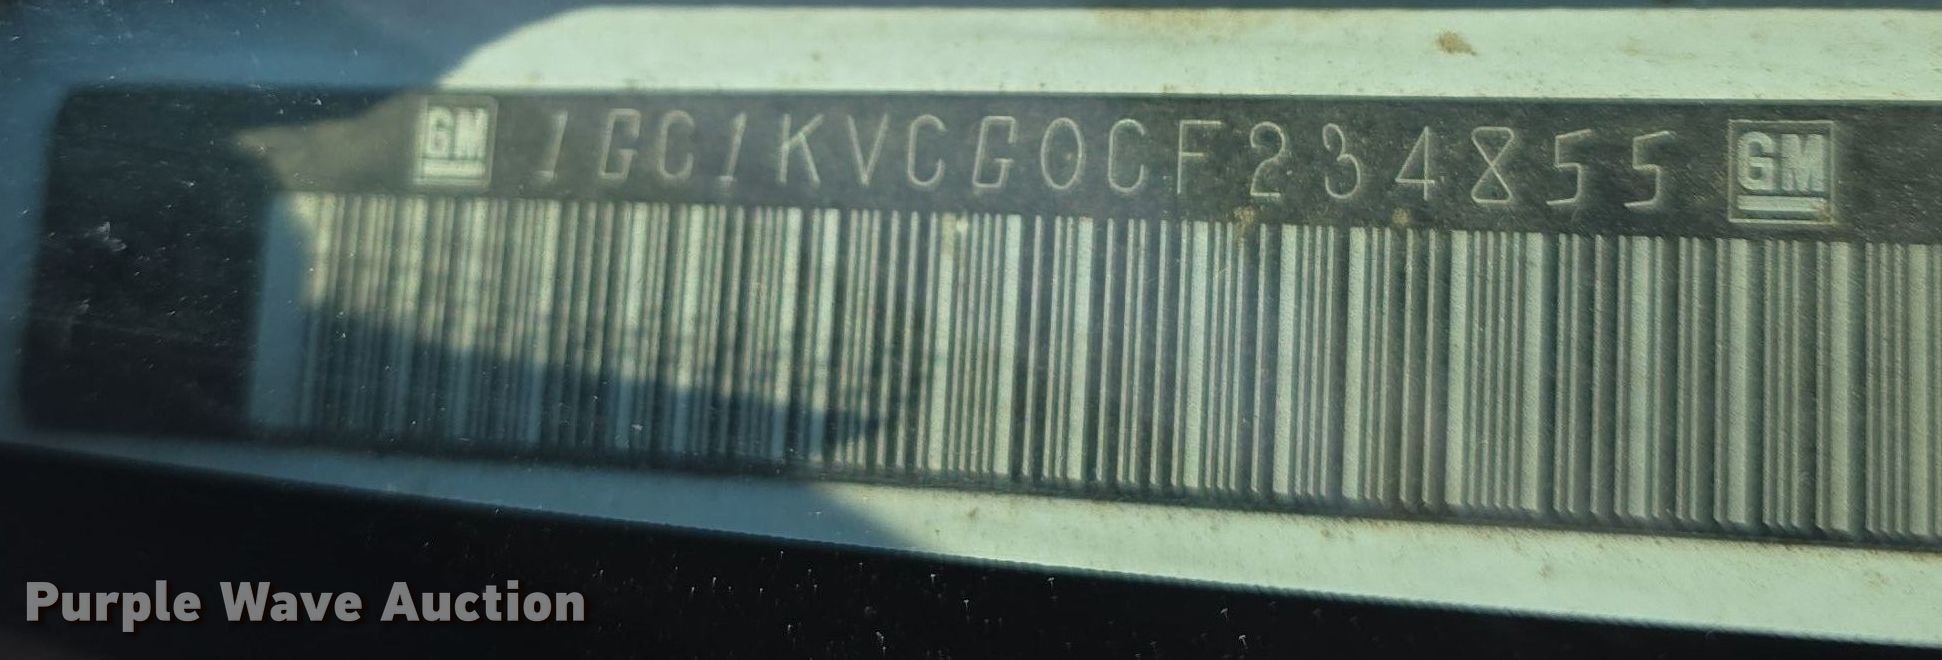 GM 1GC1KVCG0CF234855 GM
Purple Wave Auction